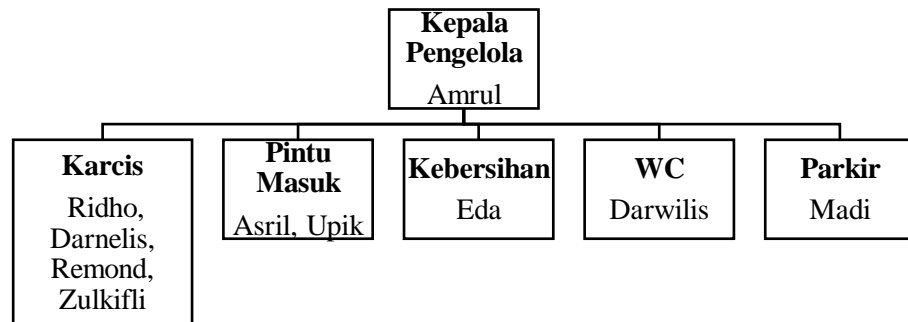 Kepala
Pengelola
Amrul
Karcis
Ridho,
Darnelis,
Remond,
Zulkifli
Pintu
Masuk
Asril, Upik
Kebersihan
Eda
WC
Darwilis
Parkir
Madi